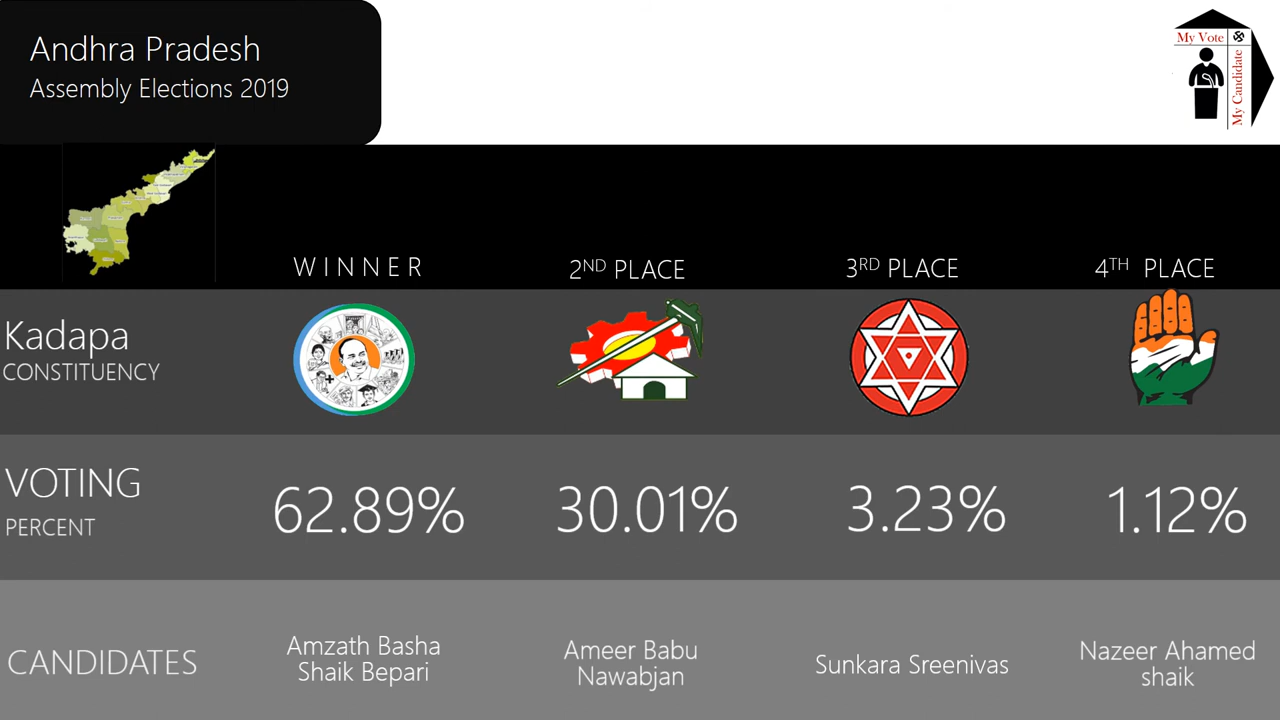 Andhra Pradesh
Assembly Elections 2019
My Vote
My Candidate
WINNER
2ND PLACE
3RD PLACE
4TH PLACE
Kadapa
CONSTITUENCY
VOTING
PERCENT
62.89%
30.01%
3.23%
1.12%
CANDIDATES
Amzath Basha
Shaik Bepari
Ameer Babu
Nawabjan
Sunkara Sreenivas
Nazeer Ahamed
shaik